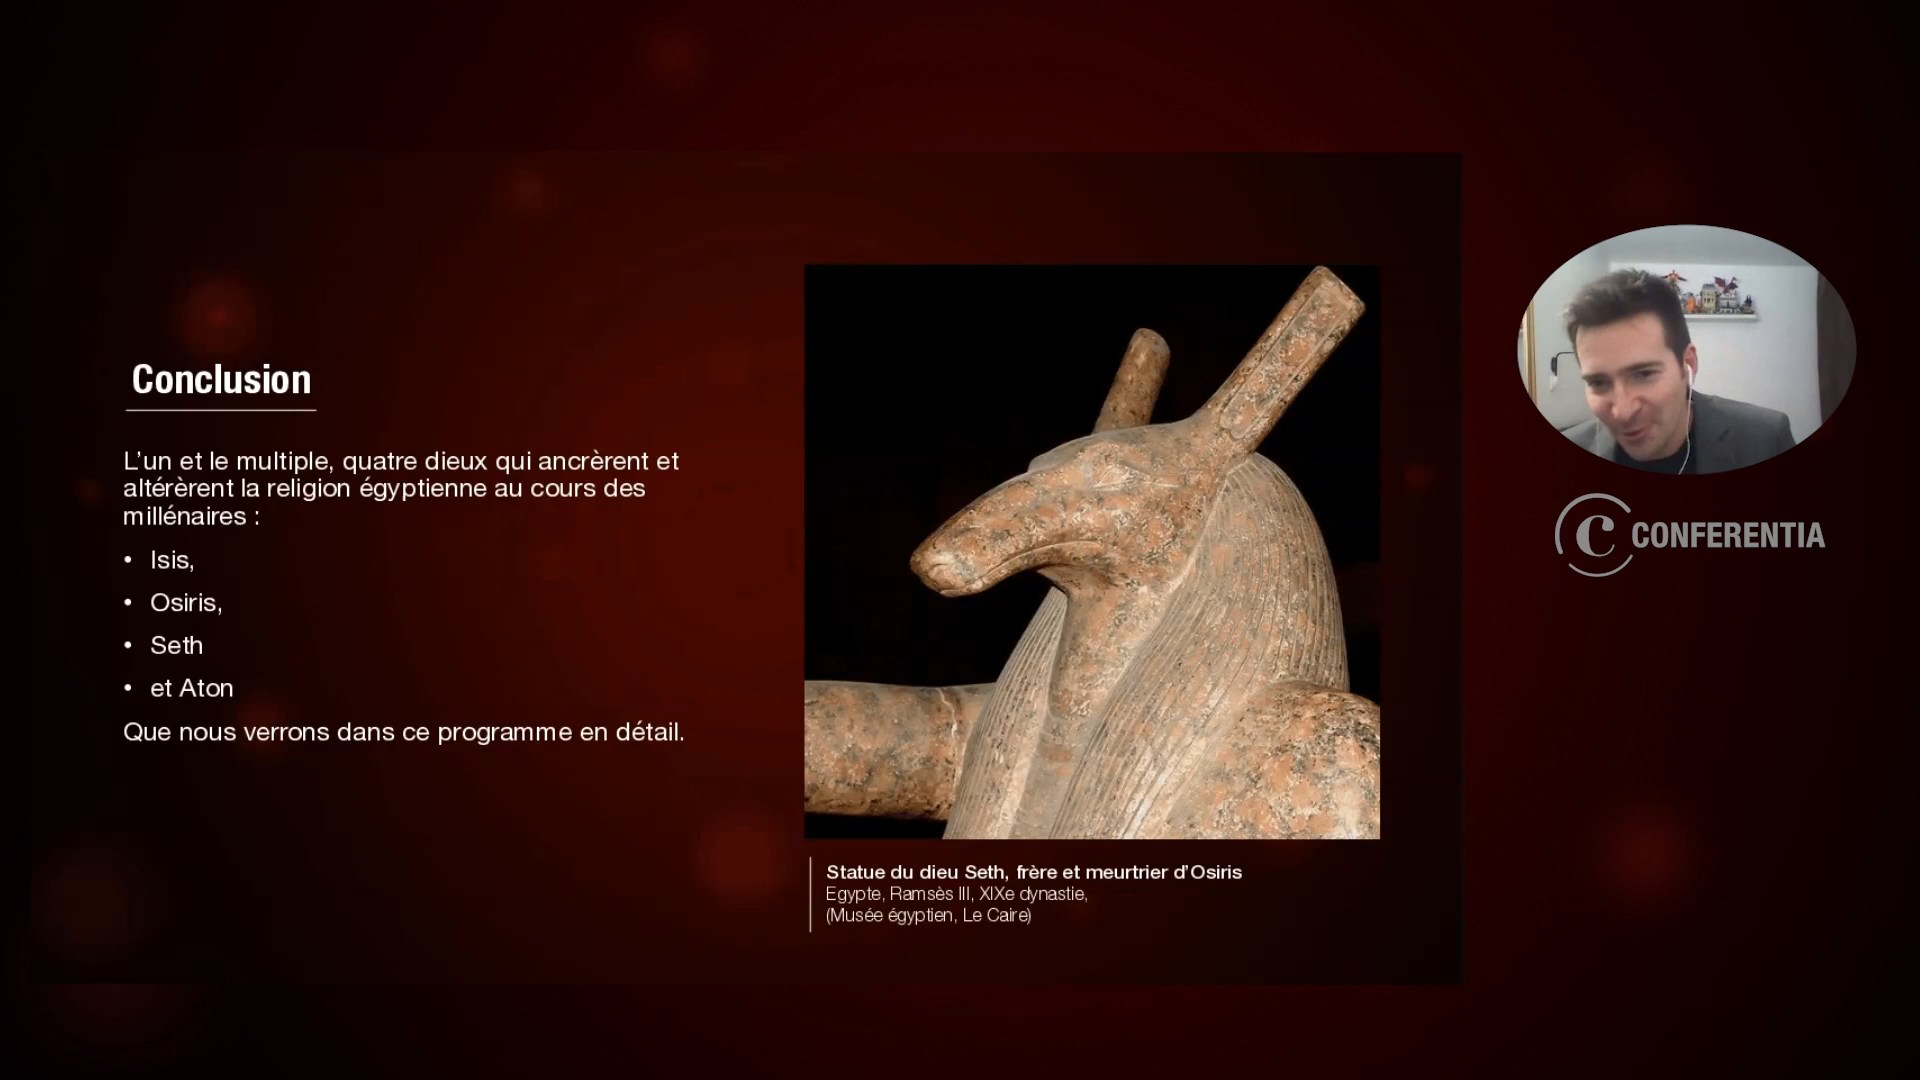 Conclusion
L’un et le multiple, quatre dieux qui ancrèrent et
altérèrent la religion égyptienne au cours des
millénaires :
• Isis,
• Osiris,
• Seth
• et Aton
Que nous verrons dans ce programme en détail.
Statue du dieu Seth, frère et meurtrier d’Osiris
Egypte, Ramsès III, XIXe dynastie,
(Musée égyptien, Le Caire)
C CONFERENTIA